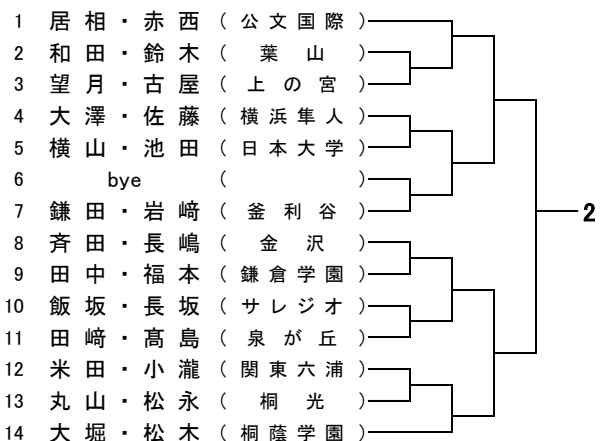 1 居相・赤西 (公文国際)
2 和田・鈴木 (葉山)
3 望月・古屋 (上の宮)
4 大澤・佐藤 (横浜隼人)
5 横山・池田 (日本大学)
6 bye ( )
7 鎌田・岩﨑 (釜利谷)
2
8 斉田・長嶋 (金沢)
9 田中・福本 (鎌倉学園)
10 飯坂・長坂 (サレジオ)
11 田﨑・髙島 (泉が丘)
12 米田・小瀧 (関東六浦)
13 丸山・松永 (桐光)
14 大堀・松木 (桐蔭学園)